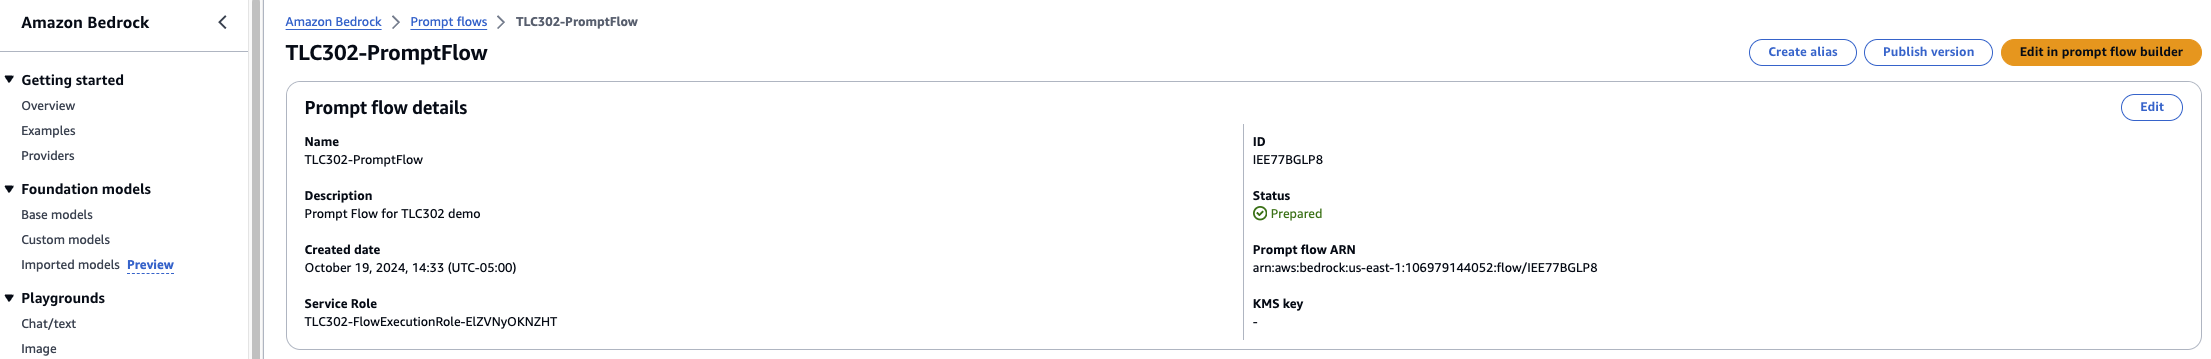 Amazon Bedrock
Getting started
Overview
Examples
Providers
Foundation models
Base models
Custom models
Imported models Preview
Playgrounds
Chat/text
Image
Amazon Bedrock > Prompt flows > TLC302-PromptFlow
TLC302-PromptFlow
Create alias
Publish version
Edit in prompt flow builder
Prompt flow details
Edit
Name
TLC302-PromptFlow
Description
Prompt Flow for TLC302 demo
Created date
October 19, 2024, 14:33 (UTC-05:00)
Service Role
TLC302-FlowExecutionRole-ElZVNyOKNZHT
ID
IEE77BGLP8
Status
Prepared
Prompt flow ARN
arn:aws:bedrock:us-east-1:106979144052:flow/IEE77BGLP8
KMS key
-